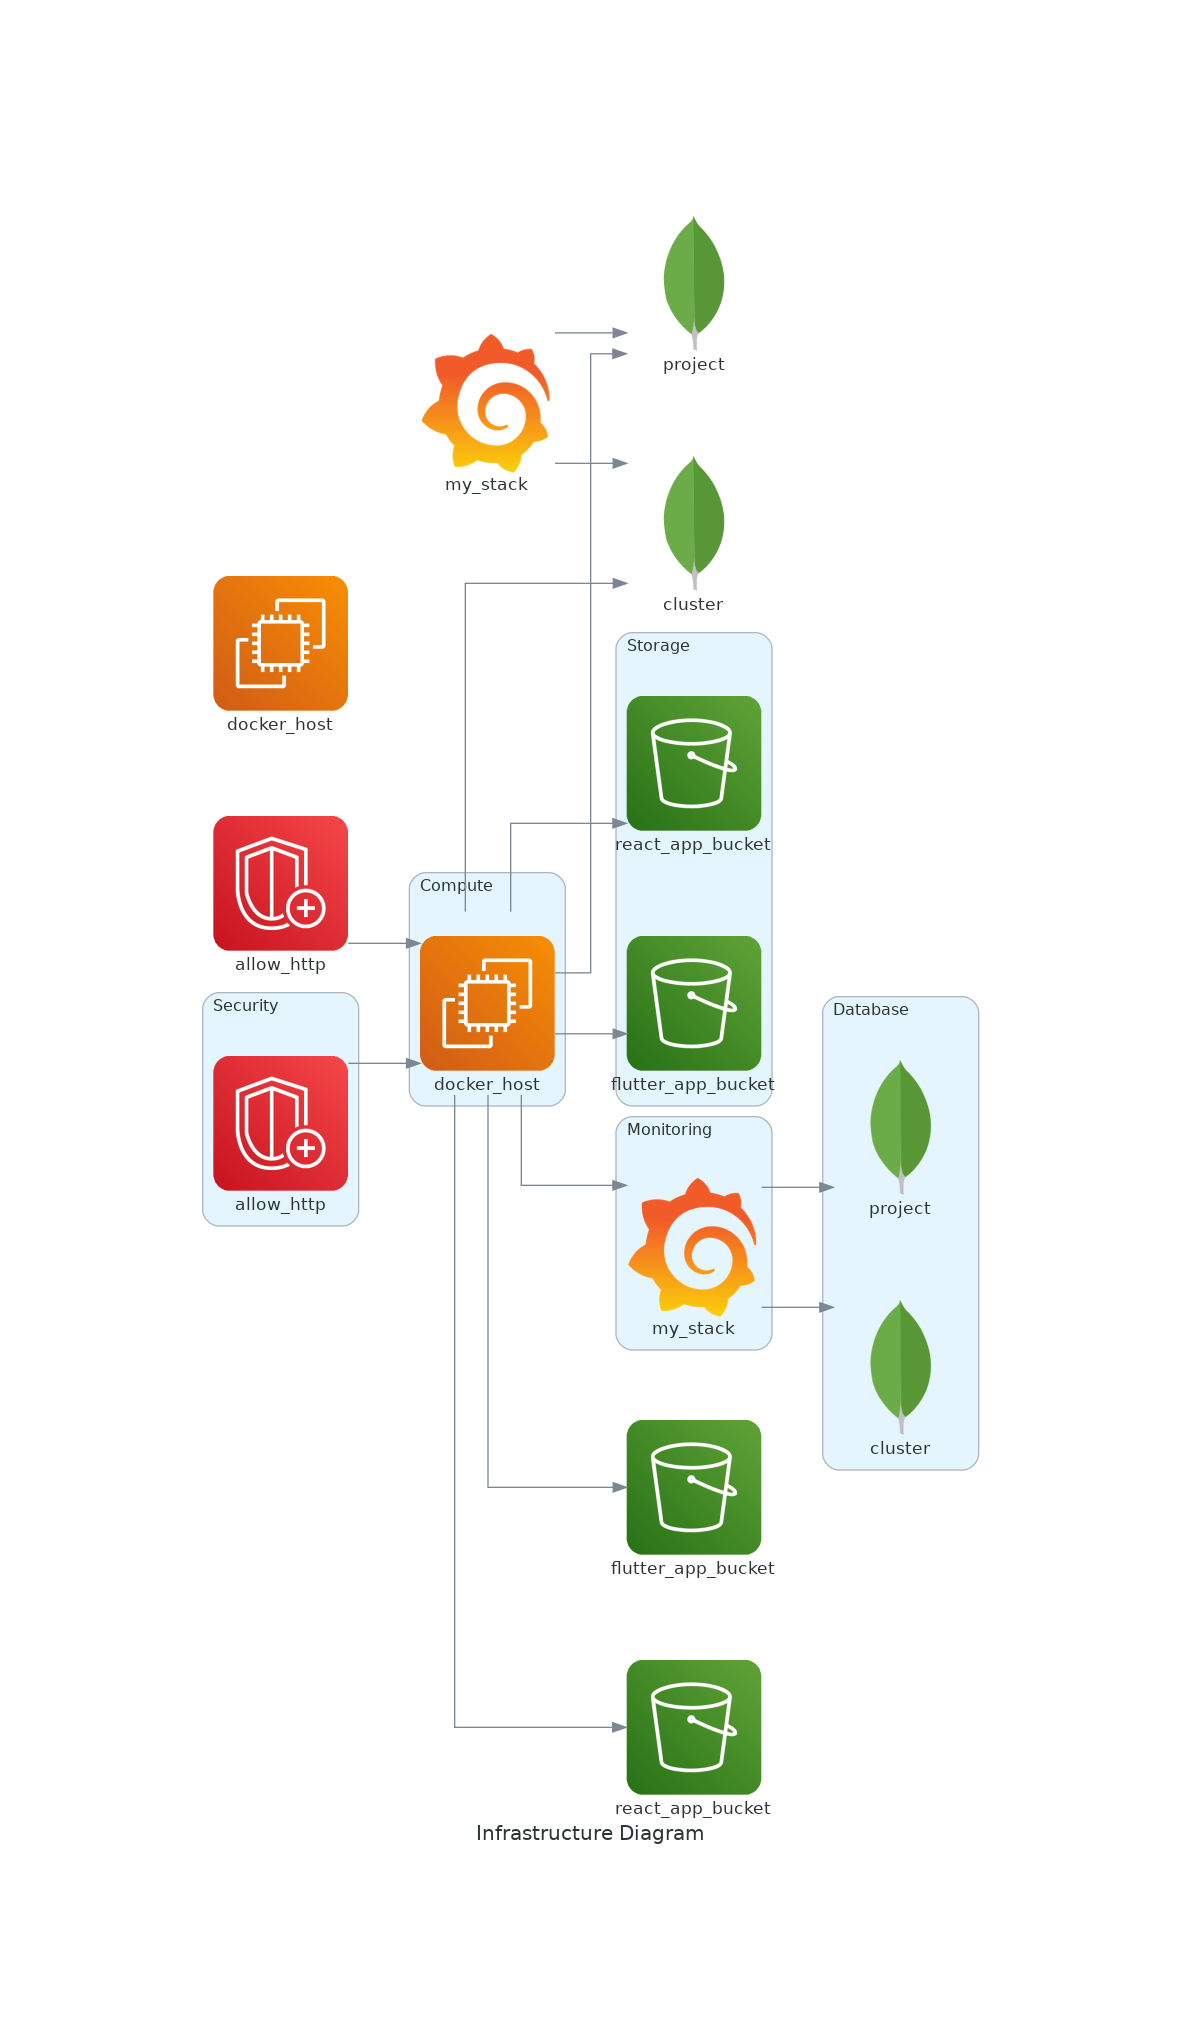 project
my_stack
cluster
docker_host
Storage
react_app_bucket
Compute
allow_http
Security
flutter_app_bucket
docker_host
Database
Monitoring
allow_http
project
my_stack
cluster
flutter_app_bucket
react_app_bucket
Infrastructure Diagram